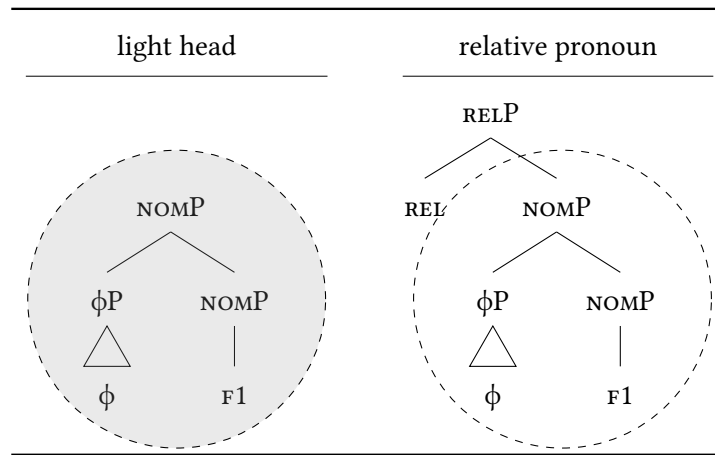 light head relative pronoun
RELP
NOMP REL NOMP
ϕP NOMP ϕP NOMP
ϕ F1 ϕ F1